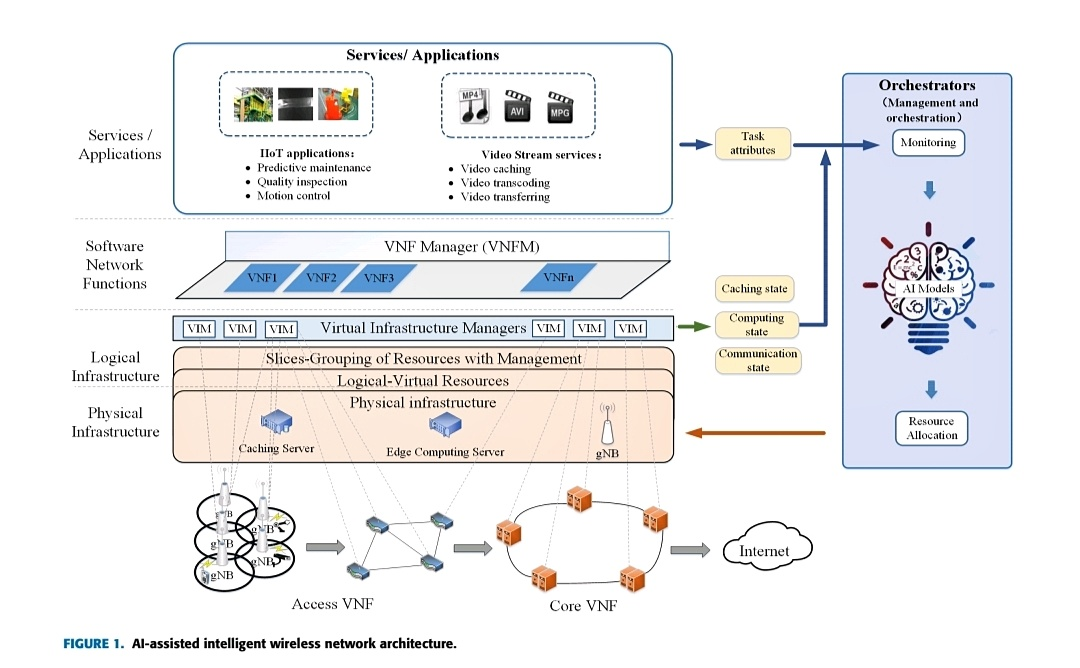 Services/ Applications
Orchestrators
(Management and
orchestration)
MP4
AVI
MPG
Services /
Applications
Task
attributes
Monitoring
IIoT applications:
• Predictive maintenance
• Quality inspection
• Motion control
Video Stream services:
• Video caching
• Video transcoding
• Video transferring
Software
Network
Functions
VNF Manager (VNFM)
VNF1
VNF2
VNF3
VNFn
Caching state
Computing
state
Communication
state
AI Models
VIM
VIM
VIM
Virtual Infrastructure Managers
VIM
VIM
VIM
Logical
Infrastructure
Slices-Grouping of Resources with Management
Logical-Virtual Resources
Physical
Infrastructure
Physical infrastructure
Caching Server
Edge Computing Server
gNB
Resource
Allocation
gNB
gNB
gNB
gNB
Access VNF
Core VNF
Internet
FIGURE 1. AI-assisted intelligent wireless network architecture.